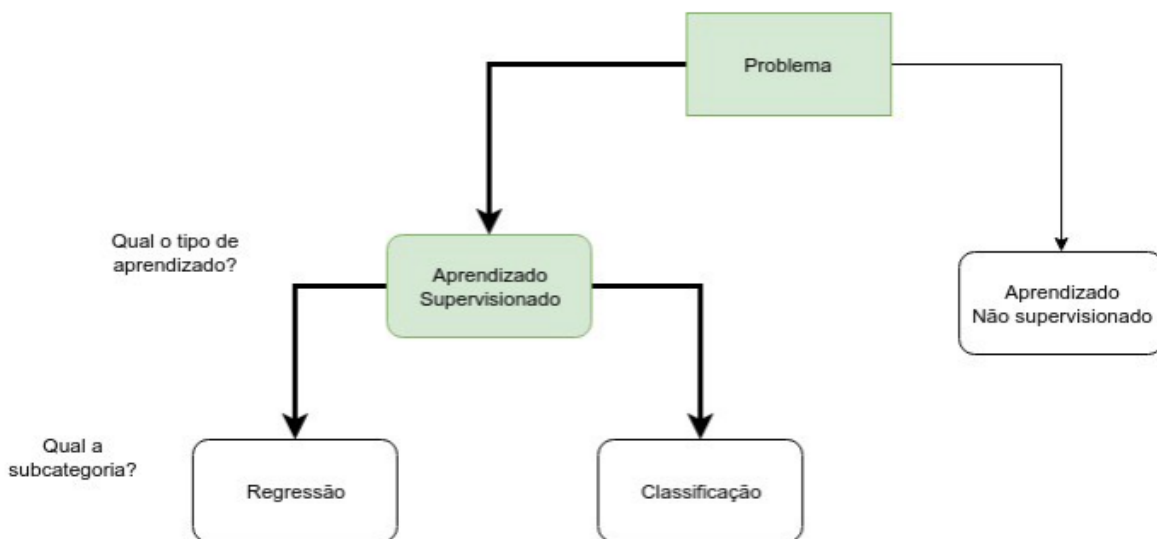 Problema
Qual o tipo de
aprendizado?
Aprendizado
Supervisionado
Aprendizado
Não supervisionado
Qual a
subcategoria?
Regressão
Classificação